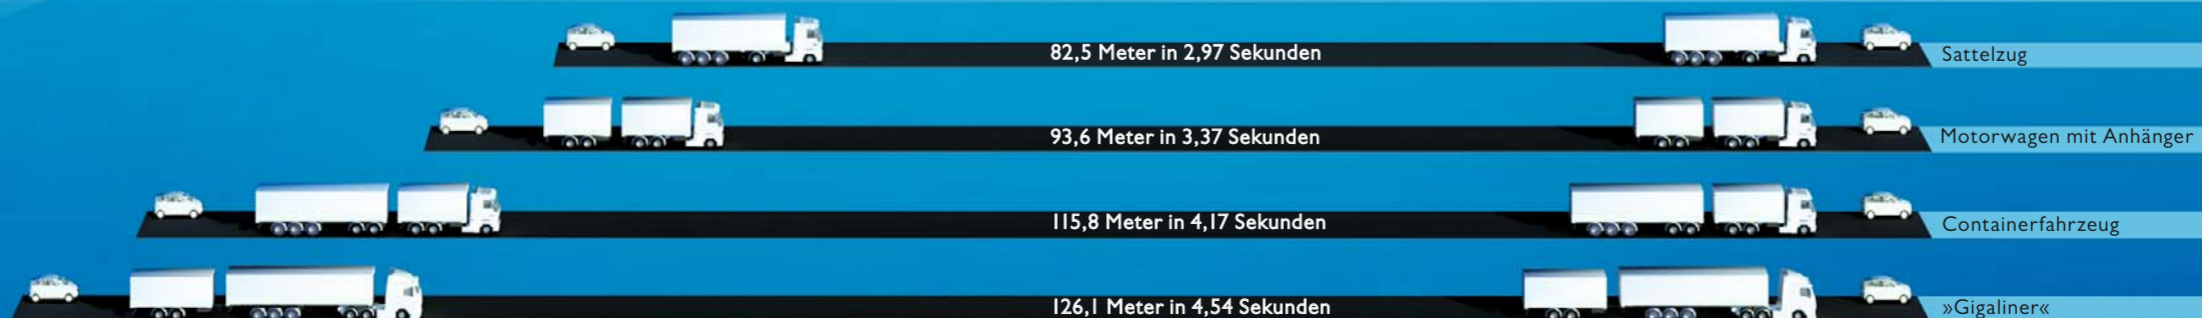 82,5 Meter in 2,97 Sekunden
Sattelzug
93,6 Meter in 3,37 Sekunden
Motorwagen mit Anhänger
115,8 Meter in 4,17 Sekunden
Containerfahrzeug
126,1 Meter in 4,54 Sekunden
»Gigaliner«